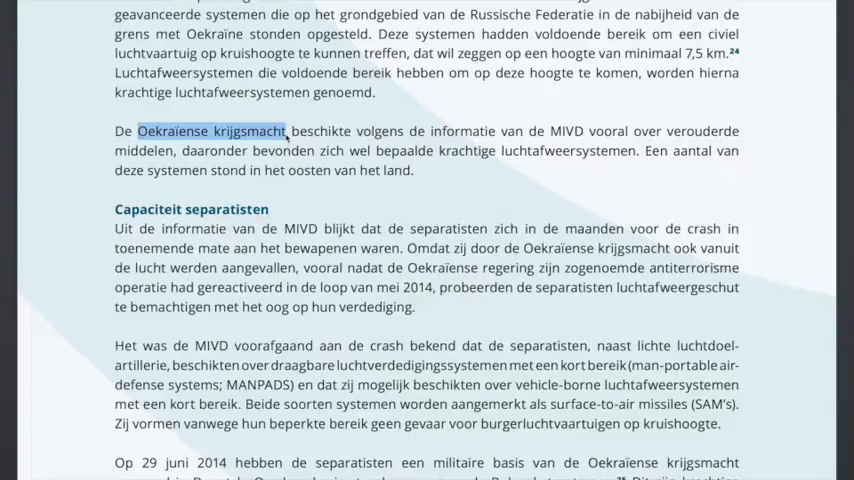 geavanceerde systemen die op het grondgebied van de Russische Federatie in de nabijheid van de
grens met Oekraïne stonden opgesteld. Deze systemen hadden voldoende bereik om een civiel
luchtvaartuig op kruishoogte te kunnen treffen, dat wil zeggen op een hoogte van minimaal 7,5 km.²⁴
Luchtafweersystemen die voldoende bereik hebben om op deze hoogte te komen, worden hierna
krachtige luchtafweersystemen genoemd.
De Oekraïense krijgsmacht beschikte volgens de informatie van de MIVD vooral over verouderde
middelen, daaronder bevonden zich wel bepaalde krachtige luchtafweersystemen. Een aantal van
deze systemen stond in het oosten van het land.
Capaciteit separatisten
Uit de informatie van de MIVD blijkt dat de separatisten zich in de maanden voor de crash in
toenemende mate aan het bewapenen waren. Omdat zij door de Oekraïense krijgsmacht ook vanuit
de lucht werden aangevallen, vooral nadat de Oekraïense regering zijn zogenoemde antiterrorisme
operatie had gereactiveerd in de loop van mei 2014, probeerden de separatisten luchtafweergeschut
te bemachtigen met het oog op hun verdediging.
Het was de MIVD voorafgaand aan de crash bekend dat de separatisten, naast lichte luchtdoel-
artillerie, beschikten over draagbare luchtverdedigingssystemen met een kort bereik (man-portable air-
defense systems; MANPADS) en dat zij mogelijk beschikten over vehicle-borne luchtafweersystemen
met een kort bereik. Beide soorten systemen worden aangemerkt als surface-to-air missiles (SAM's).
Zij vormen vanwege hun beperkte bereik geen gevaar voor burgerluchtvaartuigen op kruishoogte.
Op 29 juni 2014 hebben de separatisten een militaire basis van de Oekraïense krijgsmacht